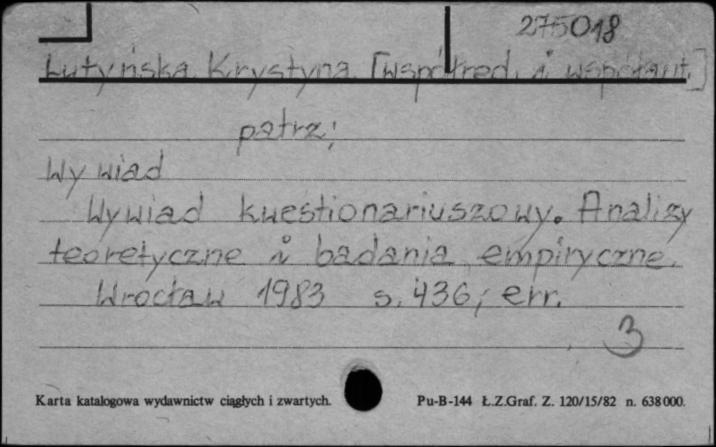 275018
Lutyńska Krystyna [współred. i współaut.]
patrz:
Wywiad
Wywiad kwestionariuszowy. Analizy
teoretyczne i badania empiryczne.
Wrocław 1983 s. 436; err.
3
Karta katalogowa wydawnictw ciągłych i zwartych. Pu-B-144 Ł.Z.Graf. Z. 120/15/82 n. 638000.